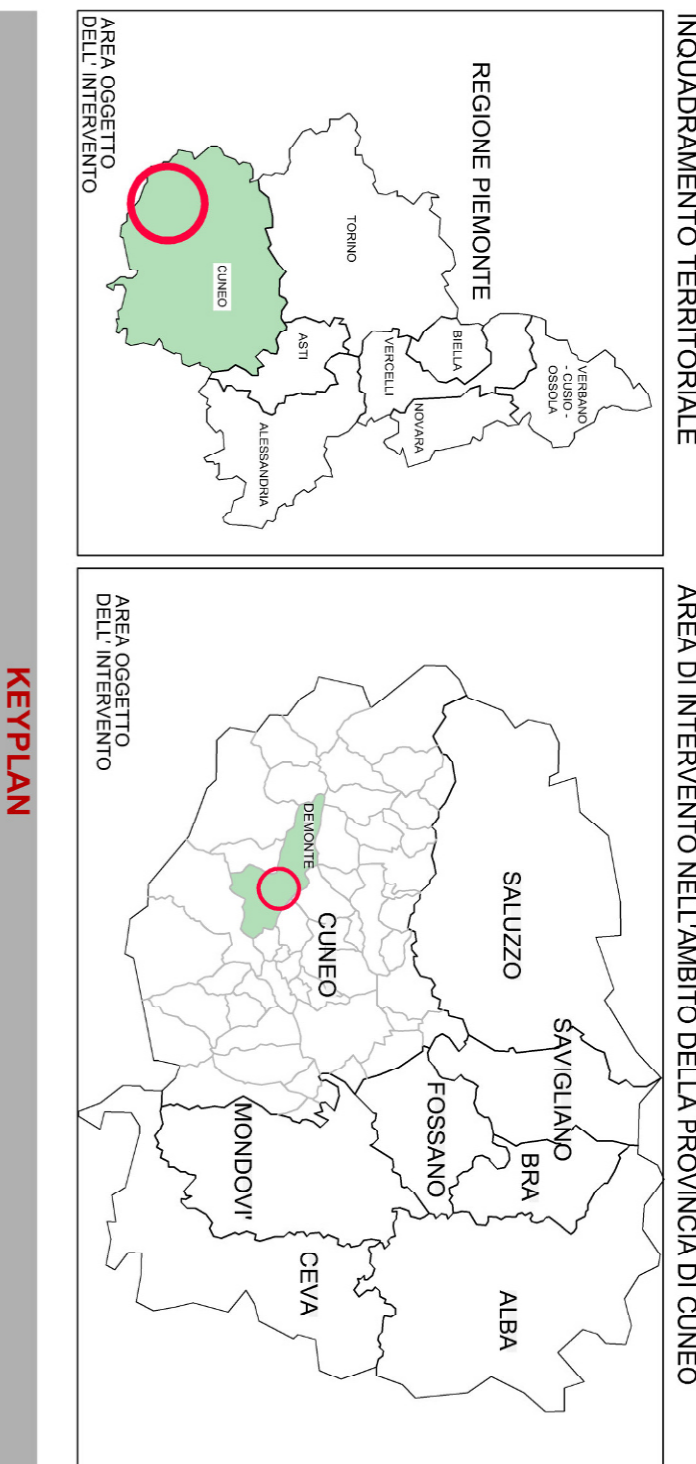 INQUADRAMENTO TERRITORIALE
REGIONE PIEMONTE
VERBANO
- CUSIO -
OSSOLA
BIELLA
TORINO
VERCELLI
NOVARA
ASTI
CUNEO
ALESSANDRIA
AREA OGGETTO
DELL' INTERVENTO
AREA DI INTERVENTO NELL'AMBITO DELLA PROVINCIA DI CUNEO
SALUZZO
SAVIGLIANO
BRA
ALBA
FOSSANO
DEMONTE
CUNEO
MONDOVI'
CEVA
AREA OGGETTO
DELL' INTERVENTO
KEYPLAN